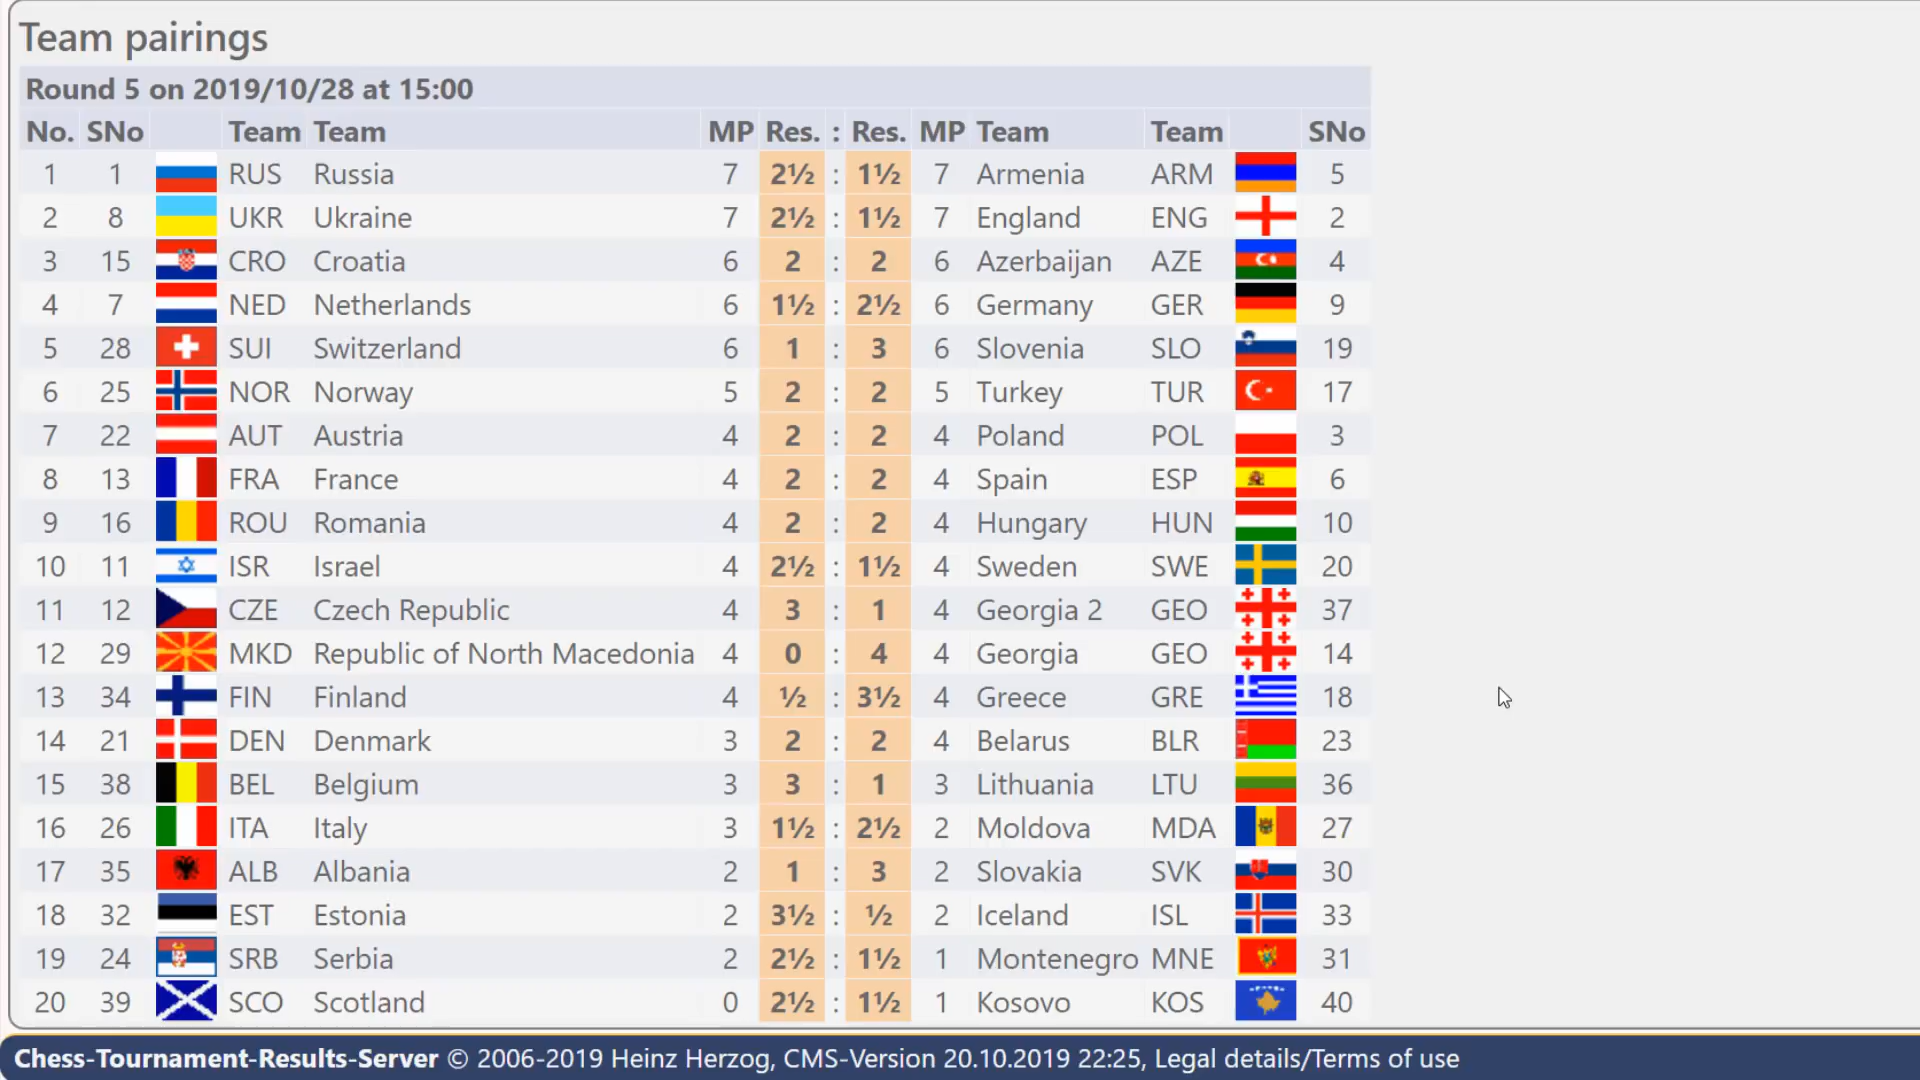 Team pairings
Round 5 on 2019/10/28 at 15:00
No. SNo Team Team MP Res. : Res. MP Team Team SNo
1 1 RUS Russia 7 2½ : 1½ 7 Armenia ARM 5
2 8 UKR Ukraine 7 2½ : 1½ 7 England ENG 2
3 15 CRO Croatia 6 2 : 2 6 Azerbaijan AZE 4
4 7 NED Netherlands 6 1½ : 2½ 6 Germany GER 9
5 28 SUI Switzerland 6 1 : 3 6 Slovenia SLO 19
6 25 NOR Norway 5 2 : 2 5 Turkey TUR 17
7 22 AUT Austria 4 2 : 2 4 Poland POL 3
8 13 FRA France 4 2 : 2 4 Spain ESP 6
9 16 ROU Romania 4 2 : 2 4 Hungary HUN 10
10 11 ISR Israel 4 2½ : 1½ 4 Sweden SWE 20
11 12 CZE Czech Republic 4 3 : 1 4 Georgia 2 GEO 37
12 29 MKD Republic of North Macedonia 4 0 : 4 4 Georgia GEO 14
13 34 FIN Finland 4 ½ : 3½ 4 Greece GRE 18
14 21 DEN Denmark 3 2 : 2 4 Belarus BLR 23
15 38 BEL Belgium 3 3 : 1 3 Lithuania LTU 36
16 26 ITA Italy 3 1½ : 2½ 2 Moldova MDA 27
17 35 ALB Albania 2 1 : 3 2 Slovakia SVK 30
18 32 EST Estonia 2 3½ : ½ 2 Iceland ISL 33
19 24 SRB Serbia 2 2½ : 1½ 1 Montenegro MNE 31
20 39 SCO Scotland 0 2½ : 1½ 1 Kosovo KOS 40
Chess-Tournament-Results-Server © 2006-2019 Heinz Herzog, CMS-Version 20.10.2019 22:25, Legal details/Terms of use